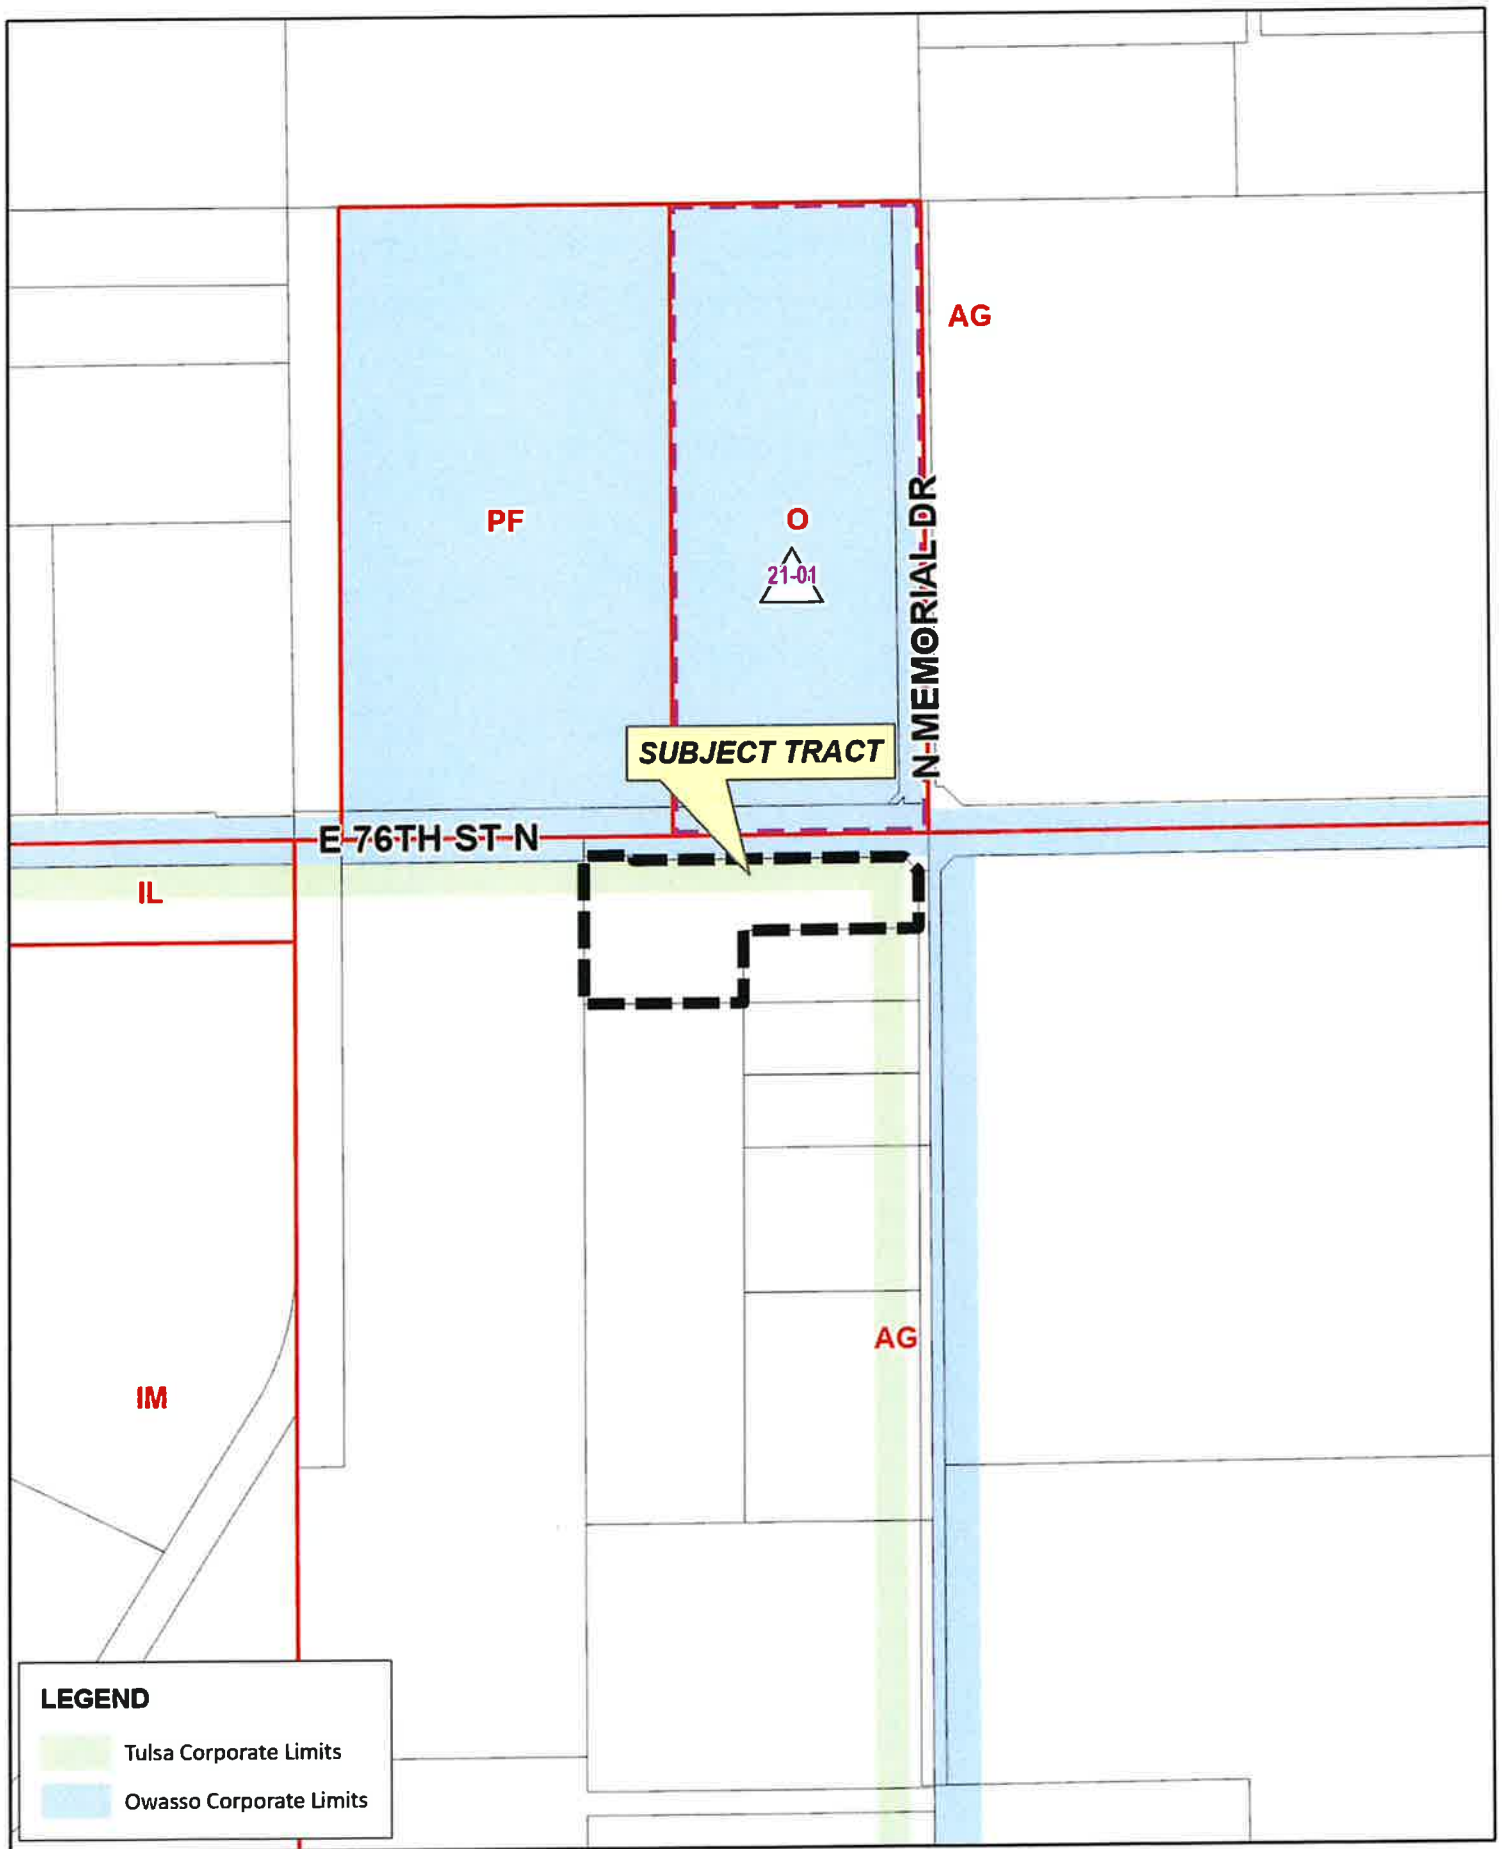 AG
PF
O
21-01
N MEMORIAL DR
SUBJECT TRACT
E 76TH ST N
IL
AG
IM
LEGEND
Tulsa Corporate Limits
Owasso Corporate Limits